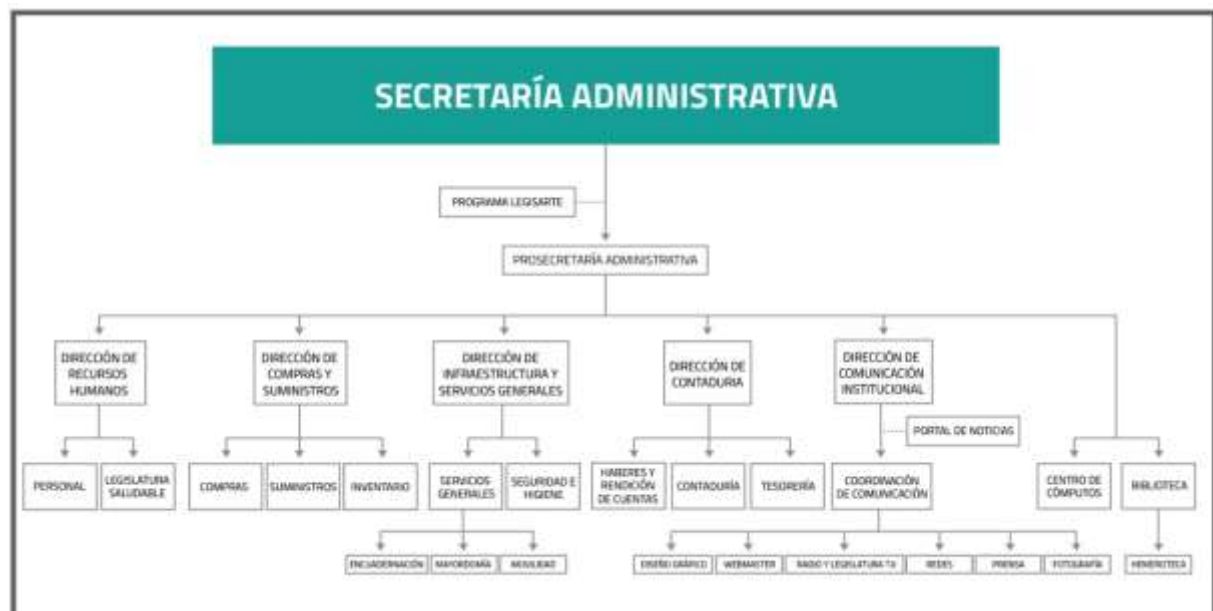 SECRETARÍA ADMINISTRATIVA
PROGRAMA LEGISARTE
PROSECRETARÍA ADMINISTRATIVA
DIRECCIÓN DE
RECURSOS
HUMANOS
DIRECCIÓN DE
COMPRAS Y
SUMINISTROS
DIRECCIÓN DE
INFRAESTRUCTURA Y
SERVICIOS GENERALES
DIRECCIÓN DE
CONTADURIA
DIRECCIÓN DE
COMUNICACIÓN
INSTITUCIONAL
PORTAL DE NOTICIAS
PERSONAL
LEGISLATURA
SALUDABLE
COMPRAS
SUMINISTROS
INVENTARIO
SERVICIOS
GENERALES
SEGURIDAD E
HIGIENE
HABERES Y
RENDICIÓN
DE CUENTAS
CONTADURÍA
TESORERÍA
COORDINACIÓN
DE COMUNICACIÓN
CENTRO DE
CÓMPUTOS
BIBLIOTECA
ENCUADERNACIÓN
MAYORDOMÍA
MOVILIDAD
DISEÑO GRÁFICO
WEBMASTER
RADIO Y LEGISLATURA TV
REDES
PRENSA
FOTOGRAFÍA
HEMEROTECA